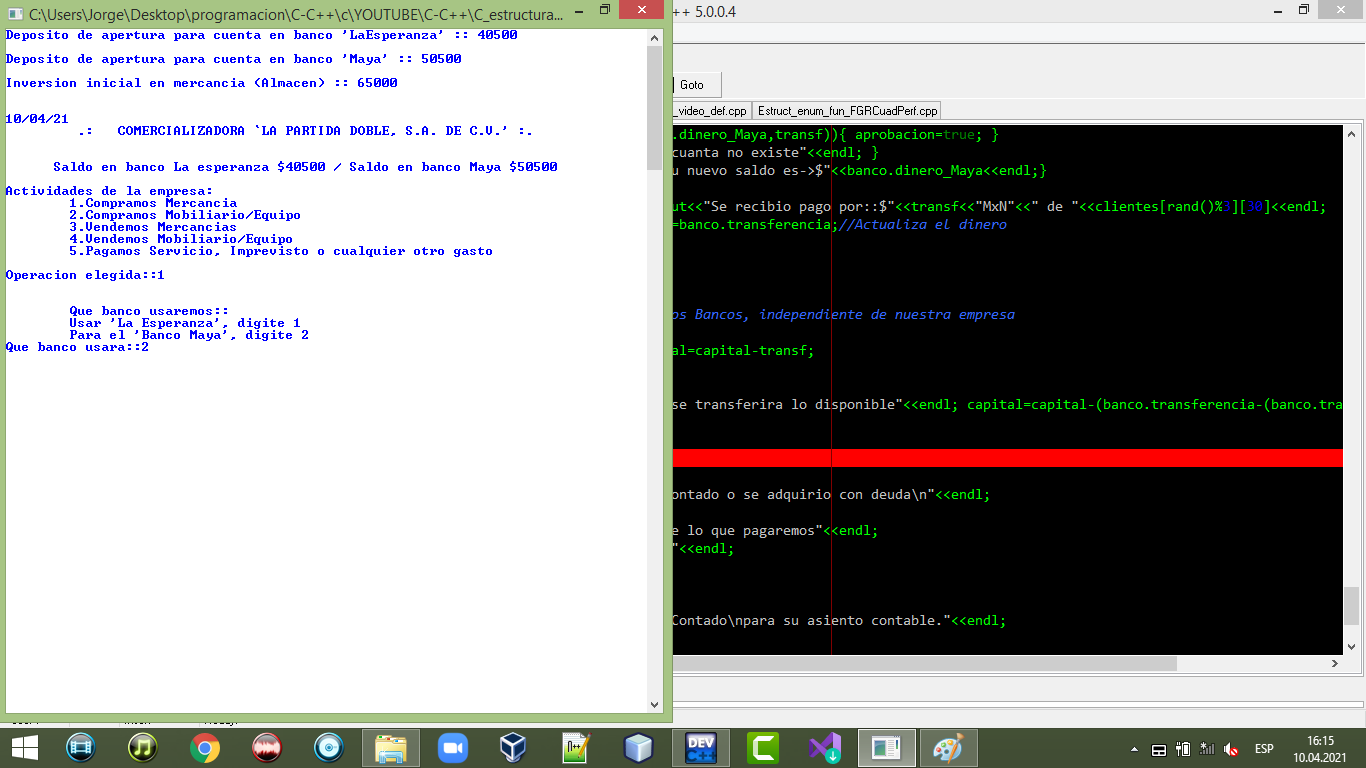 C:\Users\Jorge\Desktop\programacion\C-C++\c\YOUTUBE\C-C++\C_estructura...
++ 5.0.0.4
Deposito de apertura para cuenta en banco 'LaEsperanza' :: 40500
Deposito de apertura para cuenta en banco 'Maya' :: 50500
Inversion inicial en mercancia (Almacen) :: 65000
10/04/21
.: COMERCIALIZADORA `LA PARTIDA DOBLE, S.A. DE C.V.' :.
Saldo en banco La esperanza $40500 / Saldo en banco Maya $50500
Actividades de la empresa:
1.Compramos Mercancia
2.Compramos Mobiliario/Equipo
3.Vendemos Mercancias
4.Vendemos Mobiliario/Equipo
5.Pagamos Servicio, Imprevisto o cualquier otro gasto
Operacion elegida::1
Que banco usaremos::
Usar 'La Esperanza', digite 1
Para el 'Banco Maya', digite 2
Que banco usara::2
Goto
_video_def.cpp
Estruct_enum_fun_FGRCuadPerf.cpp
.dinero_Maya,transf)){ aprobacion=true; }
cuanta no existe"<<endl; }
u nuevo saldo es->$"<<banco.dinero_Maya<<endl;}
ut<<"Se recibio pago por::$"<<transf<<"MxN"<<" de "<<clientes[rand()%3][30]<<endl;
=banco.transferencia;//Actualiza el dinero
os Bancos, independiente de nuestra empresa
al=capital-transf;
se transferira lo disponible"<<endl; capital=capital-(banco.transferencia-(banco.tra
ontado o se adquirio con deuda\n"<<endl;
e lo que pagaremos"<<endl;
"<<endl;
Contado\npara su asiento contable."<<endl;
N++
DEV
C++
C
ESP
16:15
10.04.2021